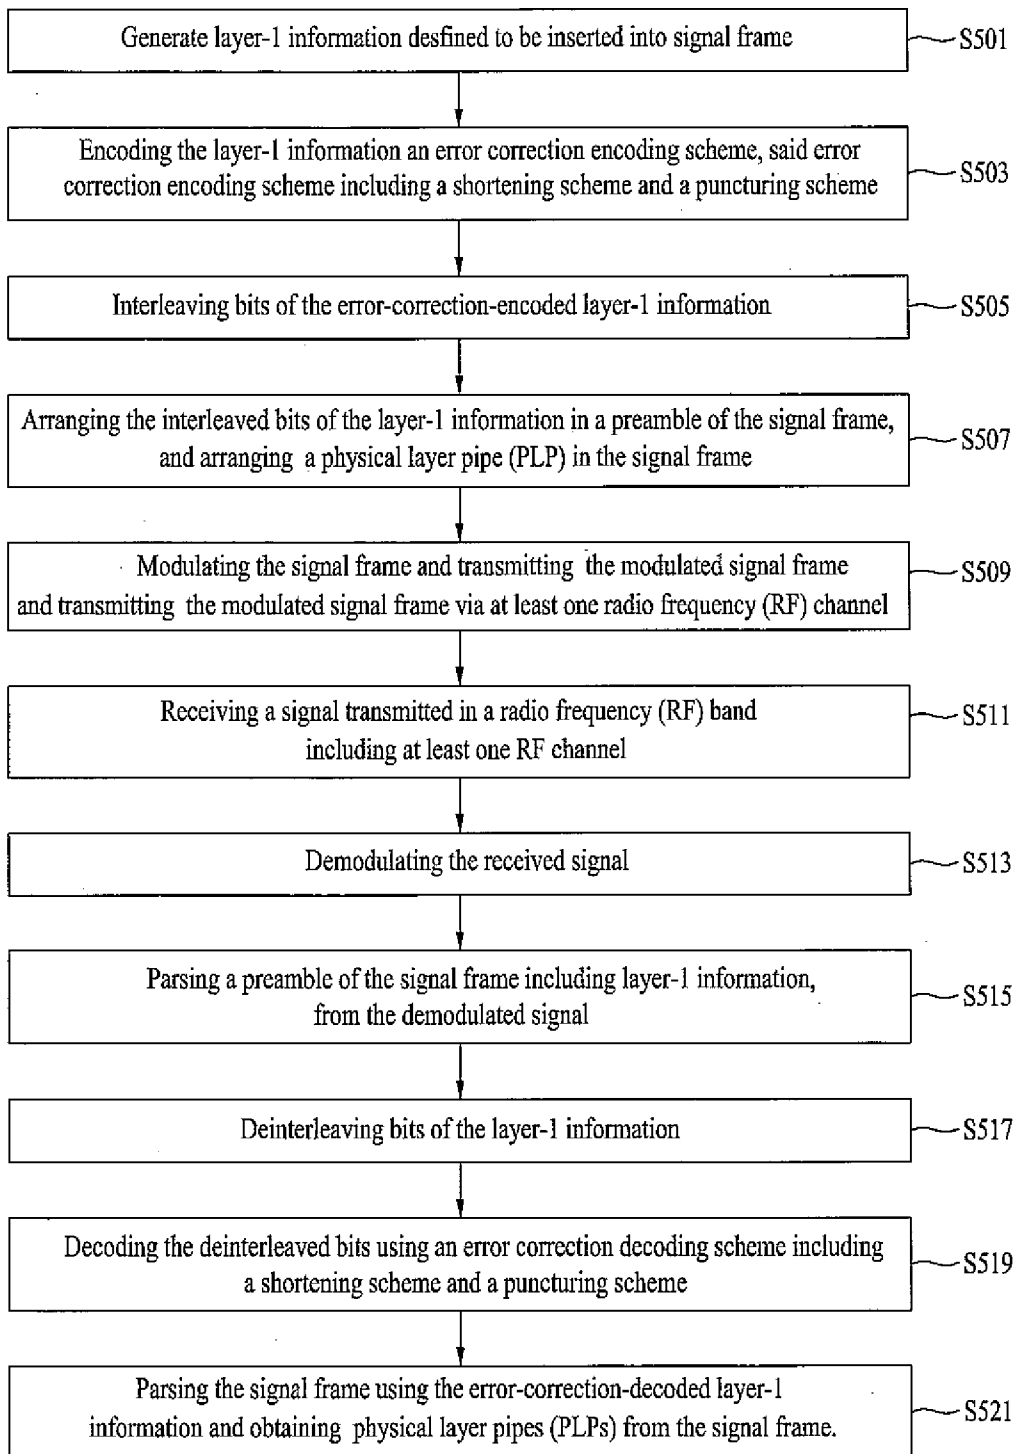 Generate layer-1 information desfined to be inserted into signal frame
S501
Encoding the layer-1 information an error correction encoding scheme, said error
correction encoding scheme including a shortening scheme and a puncturing scheme
S503
Interleaving bits of the error-correction-encoded layer-1 information
S505
Arranging the interleaved bits of the layer-1 information in a preamble of the signal frame,
and arranging a physical layer pipe (PLP) in the signal frame
S507
Modulating the signal frame and transmitting the modulated signal frame
and transmitting the modulated signal frame via at least one radio frequency (RF) channel
S509
Receiving a signal transmitted in a radio frequency (RF) band
including at least one RF channel
S511
Demodulating the received signal
S513
Parsing a preamble of the signal frame including layer-1 information,
from the demodulated signal
S515
Deinterleaving bits of the layer-1 information
S517
Decoding the deinterleaved bits using an error correction decoding scheme including
a shortening scheme and a puncturing scheme
S519
Parsing the signal frame using the error-correction-decoded layer-1
information and obtaining physical layer pipes (PLPs) from the signal frame.
S521